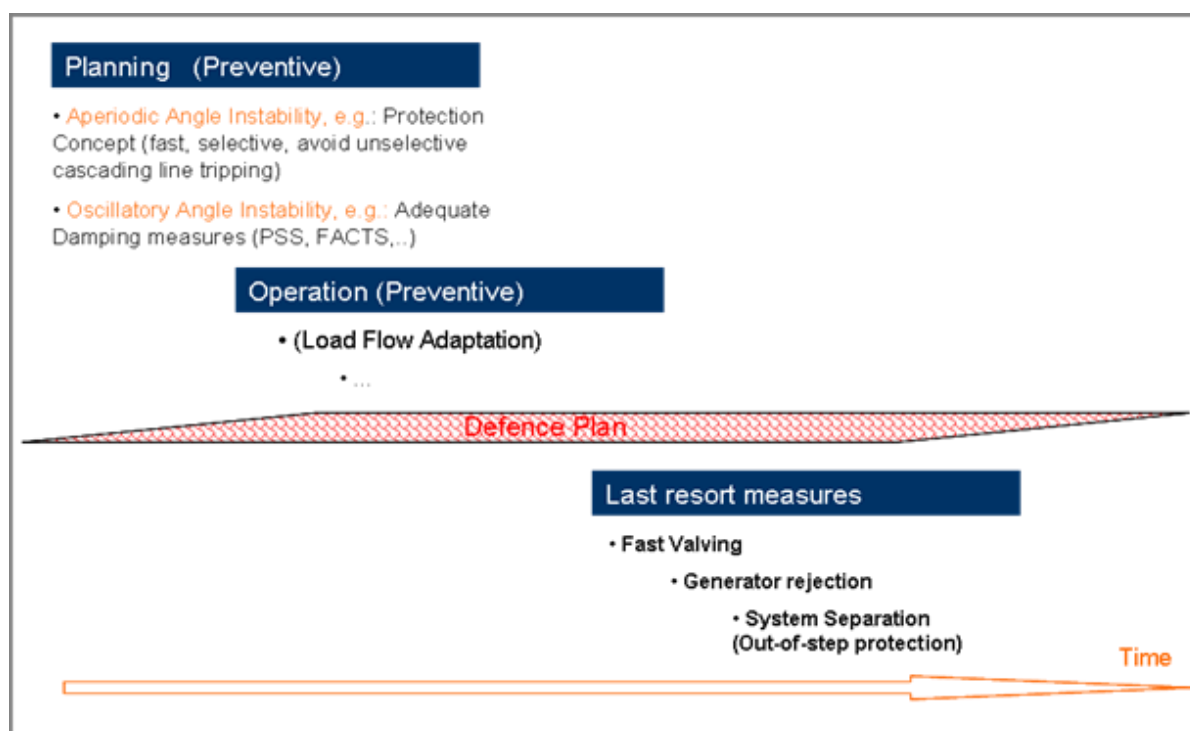 Planning (Preventive)
• Aperiodic Angle Instability, e.g.: Protection
Concept (fast, selective, avoid unselective
cascading line tripping)
• Oscillatory Angle Instability, e.g.: Adequate
Damping measures (PSS, FACTS,..)
Operation (Preventive)
• (Load Flow Adaptation)
• ...
Defence Plan
Last resort measures
• Fast Valving
• Generator rejection
• System Separation
(Out-of-step protection)
Time